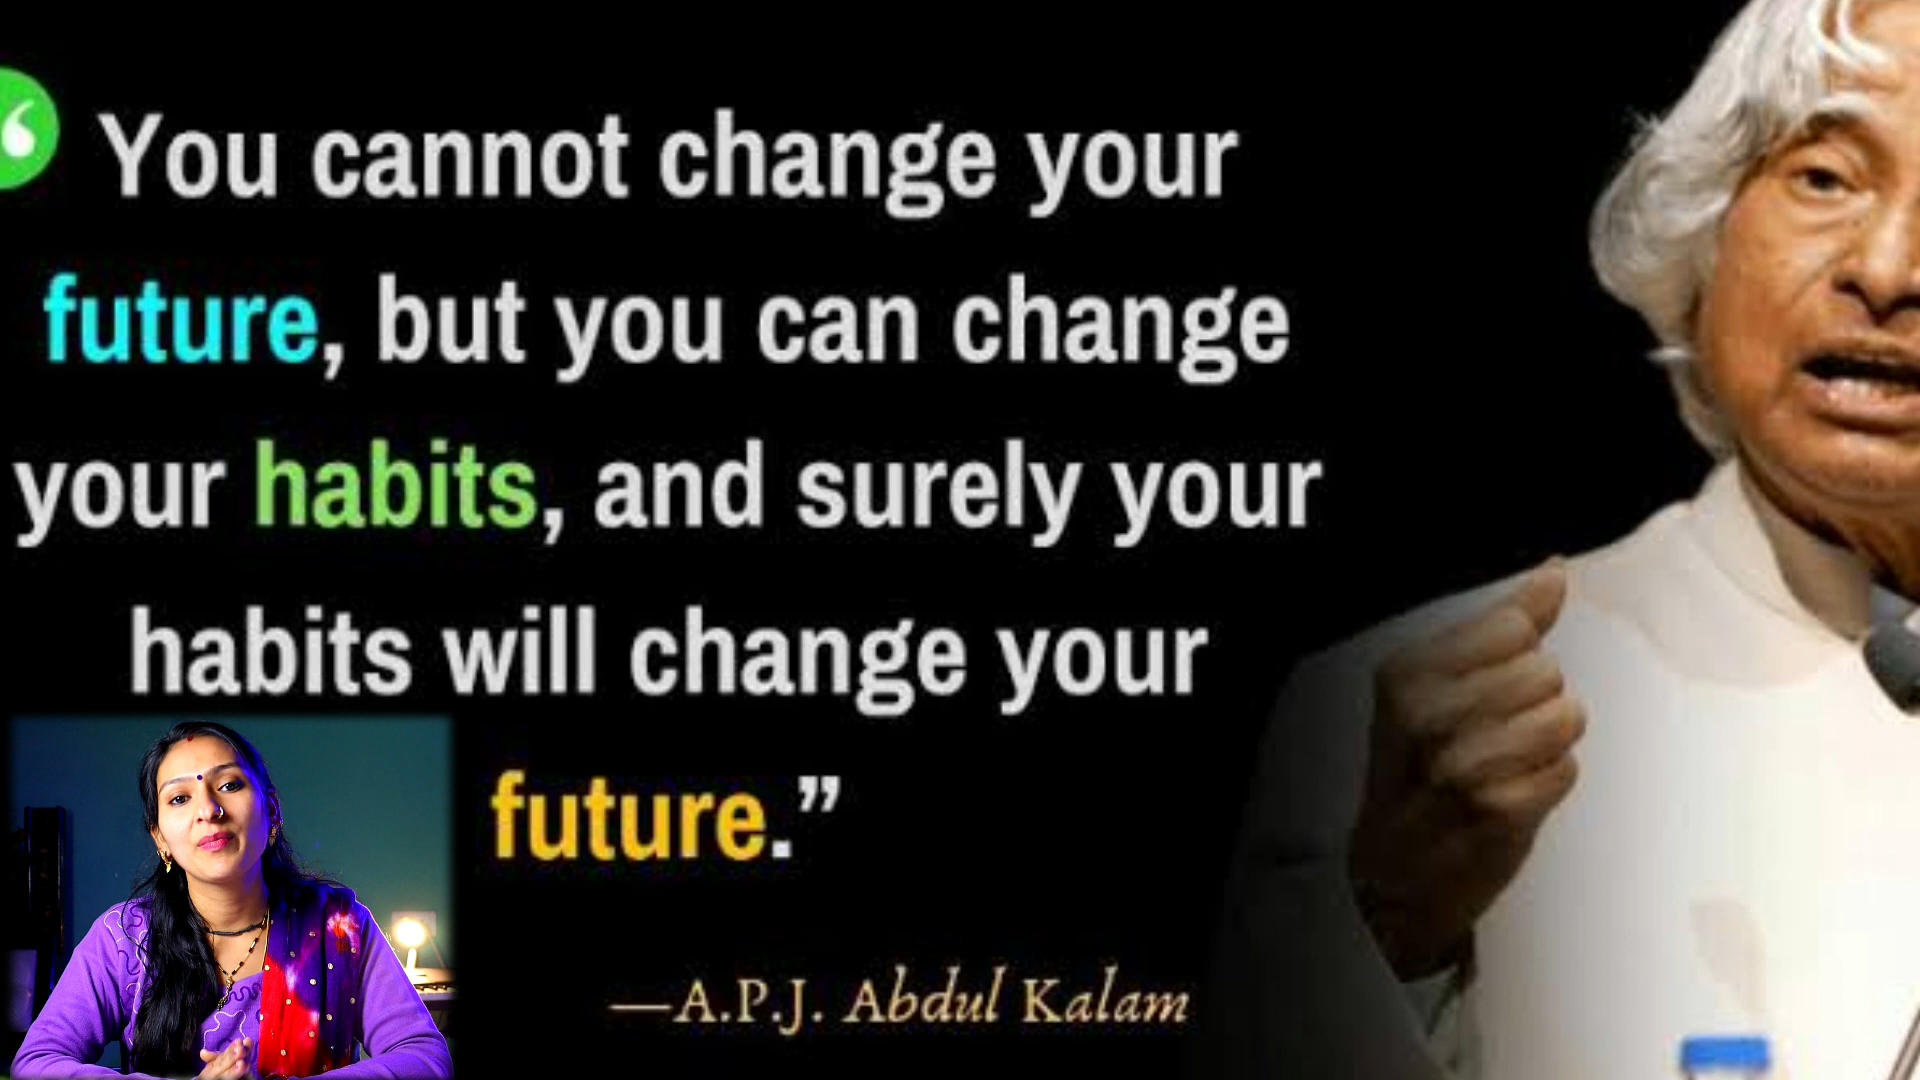 “ You cannot change your
future, but you can change
your habits, and surely your
habits will change your
future.”
—A.P.J. Abdul Kalam